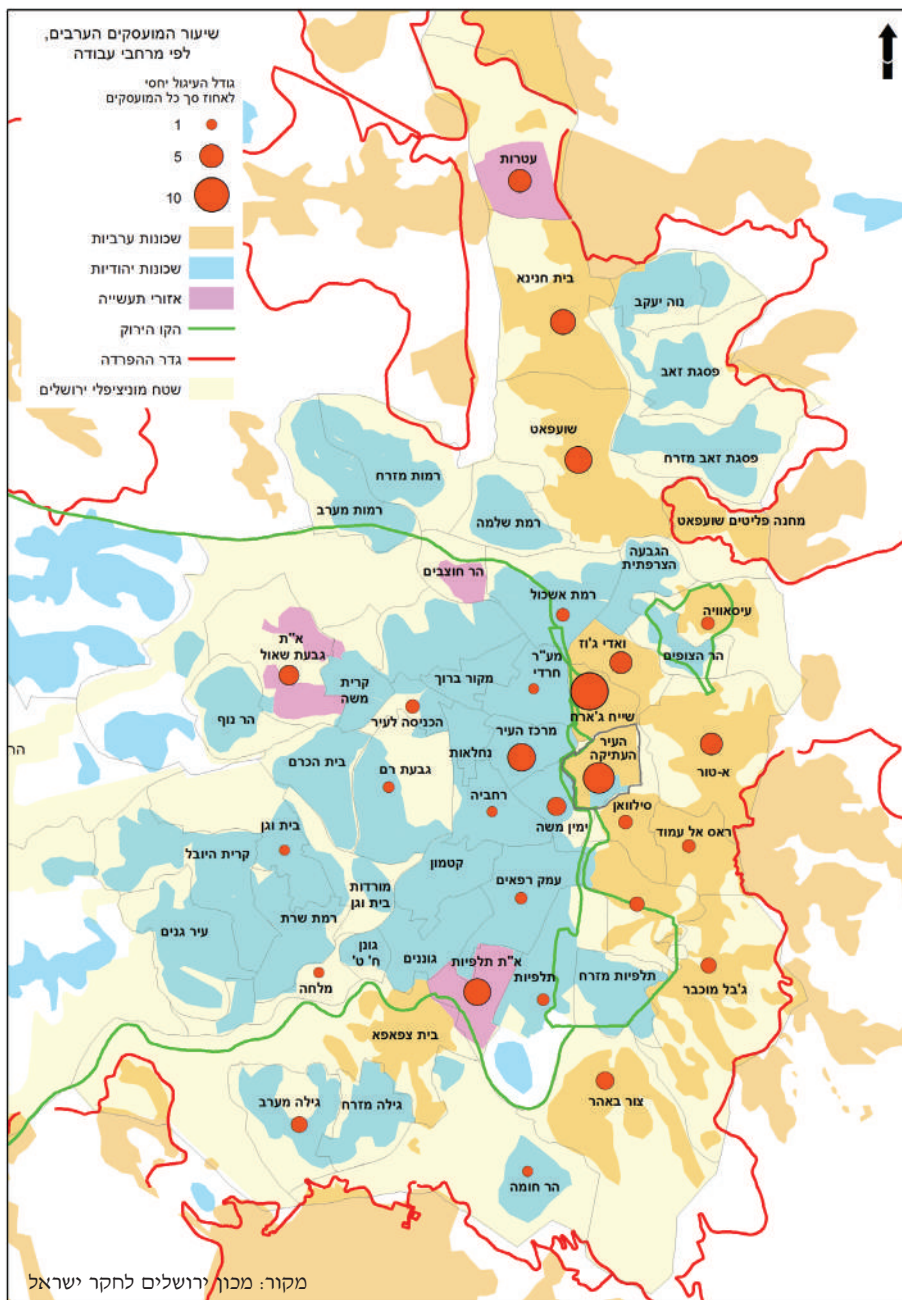 שיעור המועסקים הערבים,
לפי מרחבי עבודה
גודל העיגול יחסי
לאחוז סך כל המועסקים
1
5
10
שכונות ערביות
שכונות יהודיות
אזורי תעשייה
הקו הירוק
גדר ההפרדה
שטח מוניציפלי ירושלים
עטרות
בית חנינא
נוה יעקב
פסגת זאב
שועפאט
פסגת זאב מזרח
רמות מזרח
רמות מערב
רמת שלמה
מחנה פליטים שועפאט
הגבעה
הצרפתית
הר חוצבים
רמת אשכול
עיסאוויה
ואדי ג'וז
הר הצופים
א"ת
גבעת שאול
קרית
משה
מקור ברוך
מע"ר
חרדי
שייח ג'ארח
הר נוף
הכניסה לעיר
מרכז העיר
העיר
העתיקה
א-טור
הר
בית הכרם
גבעת רם
נחלאות
רחביה
ימין משה
סילוואן
ראס אל עמוד
בית וגן
קרית היובל
קטמון
מורדות
בית וגן
עמק רפאים
עיר גנים
רמת שרת
גונן
ח' ט'
גוננים
א"ת תלפיות
תלפיות
תלפיות מזרח
ג'בל מוכבר
מלחה
בית צפאפא
צור באהר
גילה מערב
גילה מזרח
הר חומה
מקור: מכון ירושלים לחקר ישראל